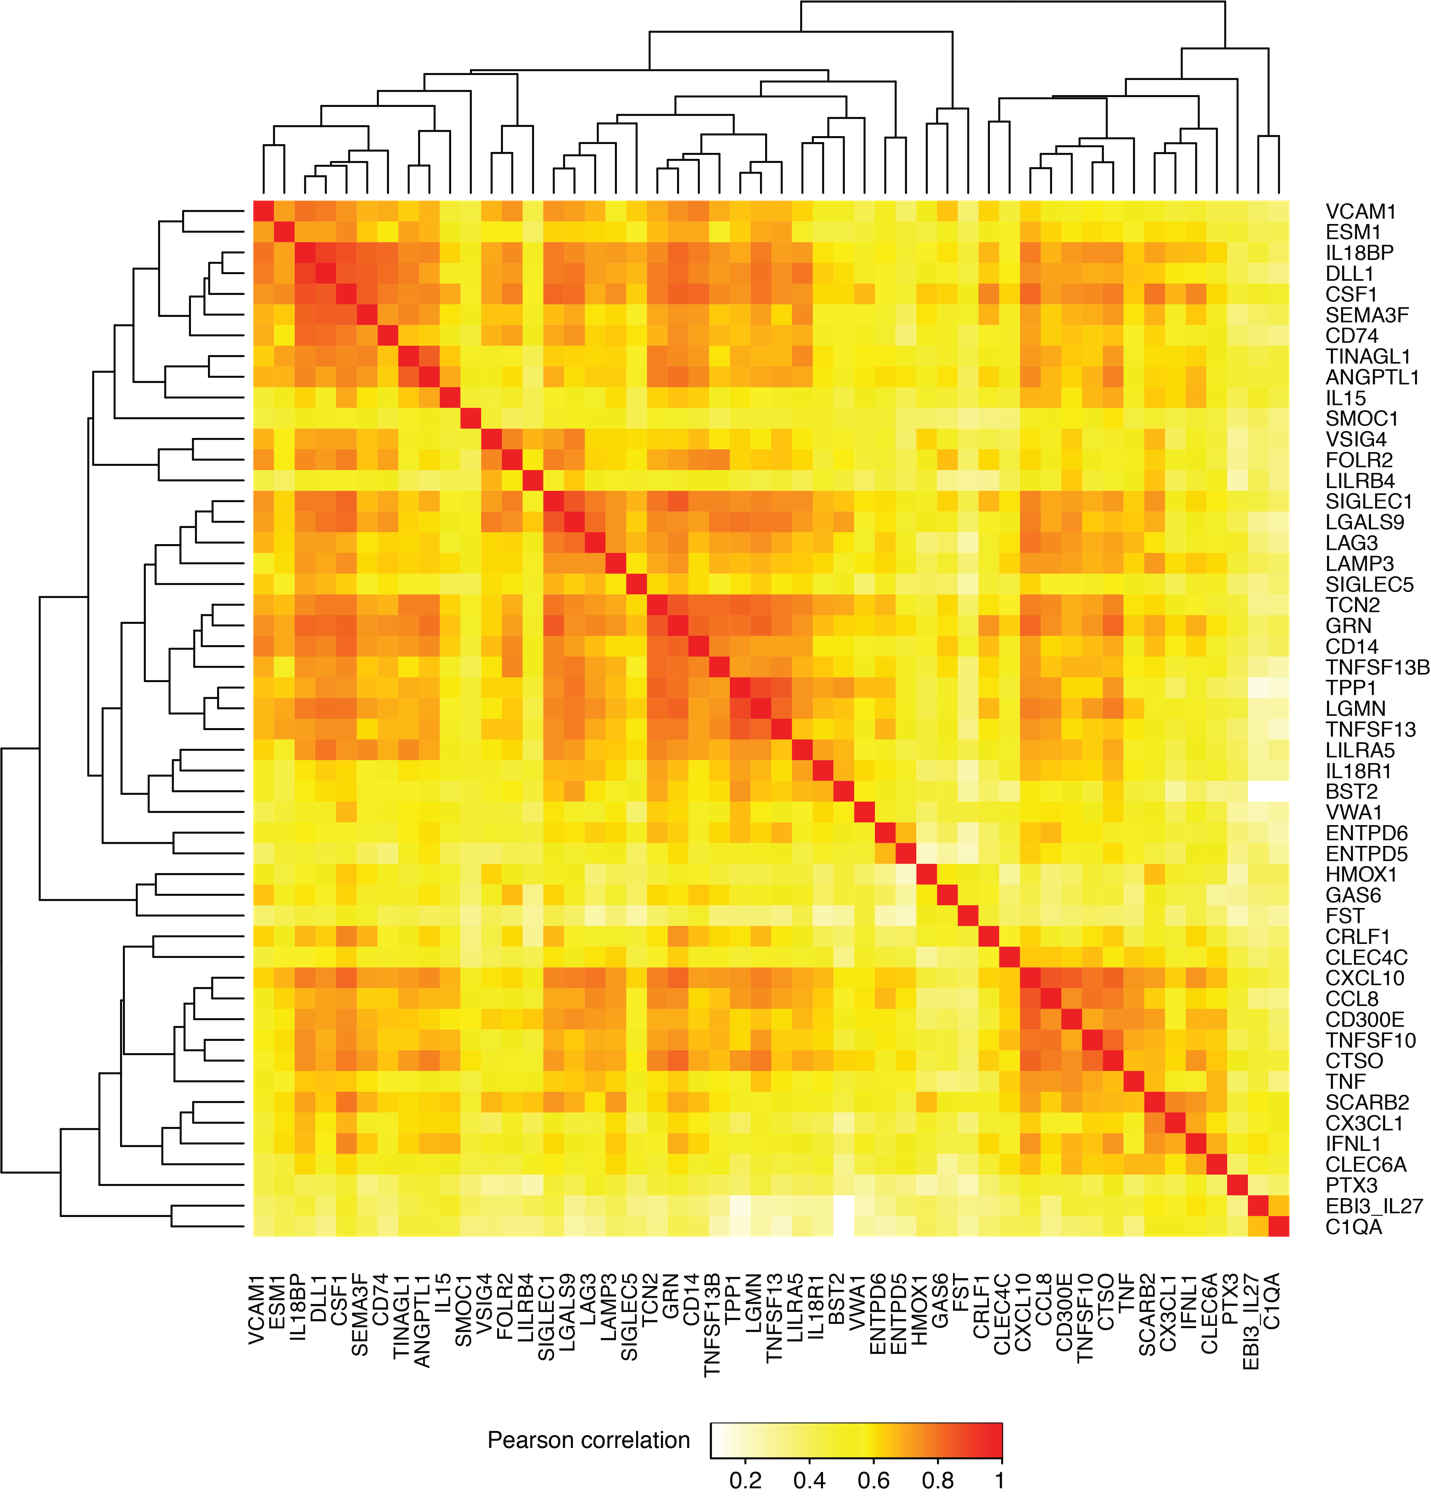 VCAM1
ESM1
IL18BP
DLL1
CSF1
SEMA3F
CD74
TINAGL1
ANGPTL1
IL15
SMOC1
VSIG4
FOLR2
LILRB4
SIGLEC1
LGALS9
LAG3
LAMP3
SIGLEC5
TCN2
GRN
CD14
TNFSF13B
TPP1
LGMN
TNFSF13
LILRA5
IL18R1
BST2
VWA1
ENTPD6
ENTPD5
HMOX1
GAS6
FST
CRLF1
CLEC4C
CXCL10
CCL8
CD300E
TNFSF10
CTSO
TNF
SCARB2
CX3CL1
IFNL1
CLEC6A
PTX3
EBI3_IL27
C1QA
VCAM1
ESM1
IL18BP
DLL1
CSF1
SEMA3F
CD74
TINAGL1
ANGPTL1
IL15
SMOC1
VSIG4
FOLR2
LILRB4
SIGLEC1
LGALS9
LAG3
LAMP3
SIGLEC5
TCN2
GRN
CD14
TNFSF13B
TPP1
LGMN
TNFSF13
LILRA5
IL18R1
BST2
VWA1
ENTPD6
ENTPD5
HMOX1
GAS6
FST
CRLF1
CLEC4C
CXCL10
CCL8
CD300E
TNFSF10
CTSO
TNF
SCARB2
CX3CL1
IFNL1
CLEC6A
PTX3
EBI3_IL27
C1QA
Pearson correlation
0.2 0.4 0.6 0.8 1